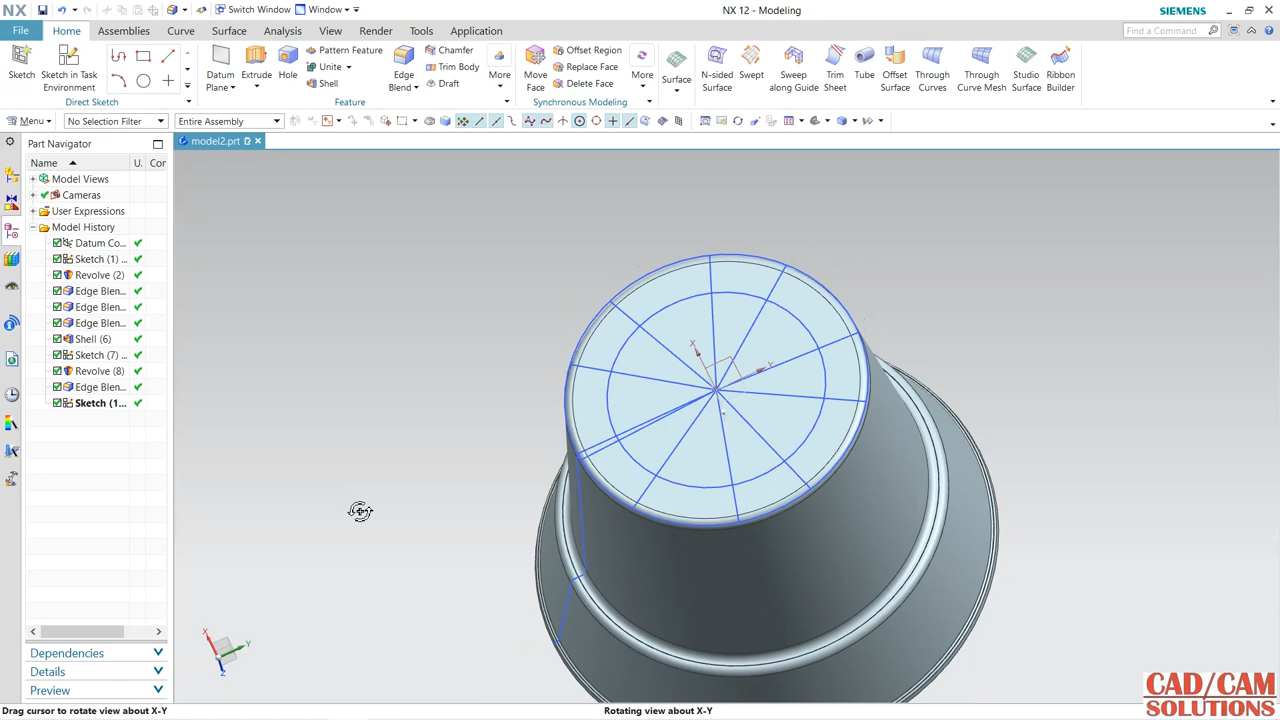 NX
Switch Window
Window
NX 12 - Modeling
SIEMENS
File
Home
Assemblies
Curve
Surface
Analysis
View
Render
Tools
Application
Find a Command
Sketch
Sketch in Task
Environment
Direct Sketch
Datum
Plane
Extrude
Hole
Pattern Feature
Unite
Shell
Edge
Blend
Chamfer
Trim Body
Draft
More
Feature
Move
Face
Offset Region
Replace Face
Delete Face
More
Synchronous Modeling
Surface
N-sided
Surface
Swept
Sweep
along Guide
Trim
Sheet
Tube
Offset
Surface
Through
Curves
Through
Curve Mesh
Studio
Surface
Ribbon
Builder
Menu
No Selection Filter
Entire Assembly
Part Navigator
model2.prt
Name
U.
Cor
Model Views
Cameras
User Expressions
Model History
Datum Co...
Sketch (1) ...
Revolve (2)
Edge Blen...
Edge Blen...
Edge Blen...
Shell (6)
Sketch (7) ...
Revolve (8)
Edge Blen...
Sketch (1...
X
Y
X
Y
Z
Dependencies
Details
Preview
CAD/CAM
SOLUTIONS
Drag cursor to rotate view about X-Y
Rotating view about X-Y